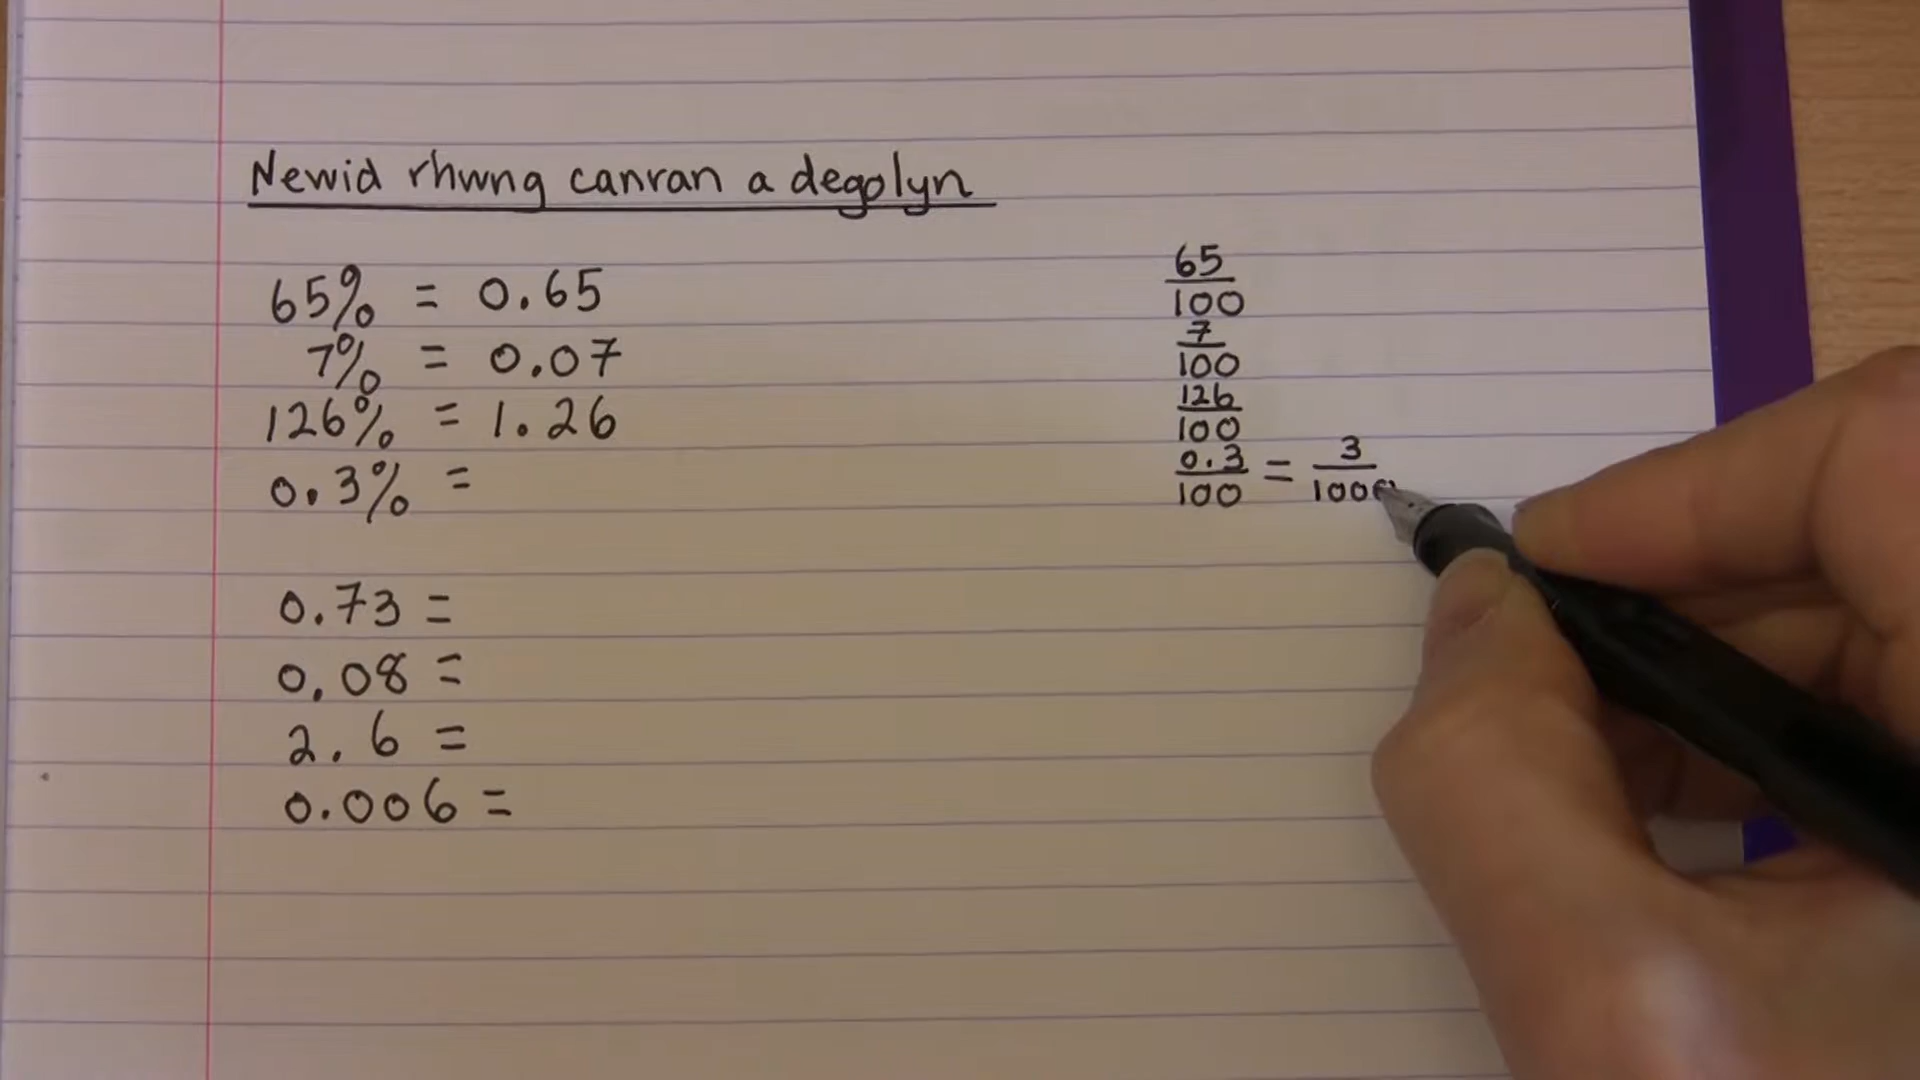 Newid rhwng canran a degolyn
65% = 0.65
7% = 0.07
126% = 1.26
0.3% =
0.73 =
0.08 =
2.6 =
0.006 =
65
100
7
100
126
100
0.3 = 3
100 1000